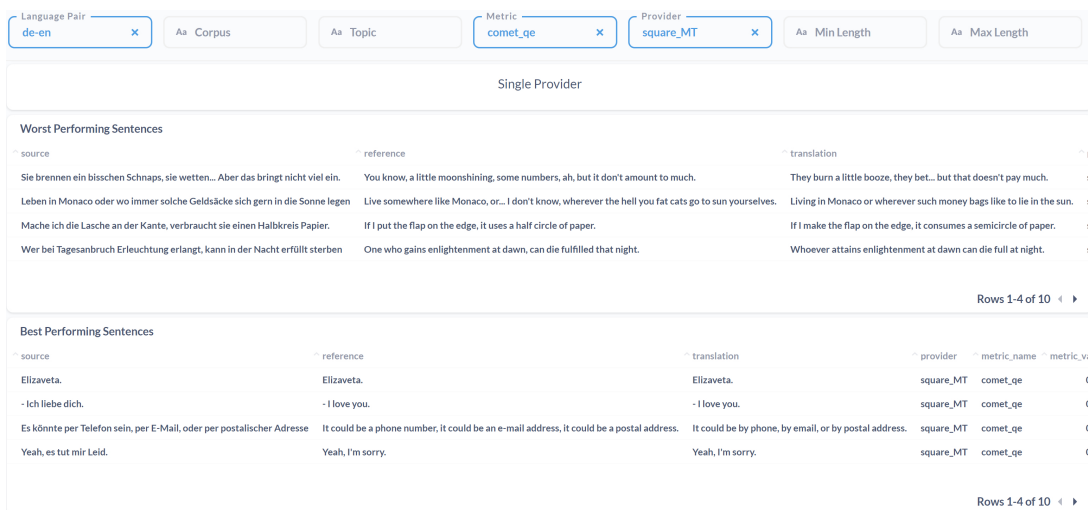 Language Pair Metric Provider
de-en × Aa Corpus Aa Topic comet_qe × square_MT × Aa Min Length Aa Max Length
Single Provider
Worst Performing Sentences
source reference translation
Sie brennen ein bisschen Schnaps, sie wetten... Aber das bringt nicht viel ein. You know, a little moonshining, some numbers, ah, but it don't amount to much. They burn a little booze, they bet... but that doesn't pay much.
Leben in Monaco oder wo immer solche Geldsäcke sich gern in die Sonne legen Live somewhere like Monaco, or... I don't know, wherever the hell you fat cats go to sun yourselves. Living in Monaco or wherever such money bags like to lie in the sun.
Mache ich die Lasche an der Kante, verbraucht sie einen Halbkreis Papier. If I put the flap on the edge, it uses a half circle of paper. If I make the flap on the edge, it consumes a semicircle of paper.
Wer bei Tagesanbruch Erleuchtung erlangt, kann in der Nacht erfüllt sterben One who gains enlightenment at dawn, can die fulfilled that night. Whoever attains enlightenment at dawn can die full at night.
Rows 1-4 of 10
Best Performing Sentences
source reference translation provider metric_name metric_va
Elizaveta. Elizaveta. Elizaveta. square_MT comet_qe
- Ich liebe dich. - I love you. - I love you. square_MT comet_qe
Es könnte per Telefon sein, per E-Mail, oder per postalischer Adresse It could be a phone number, it could be an e-mail address, it could be a postal address. It could be by phone, by email, or by postal address. square_MT comet_qe
Yeah, es tut mir Leid. Yeah, I'm sorry. Yeah, I'm sorry. square_MT comet_qe
Rows 1-4 of 10